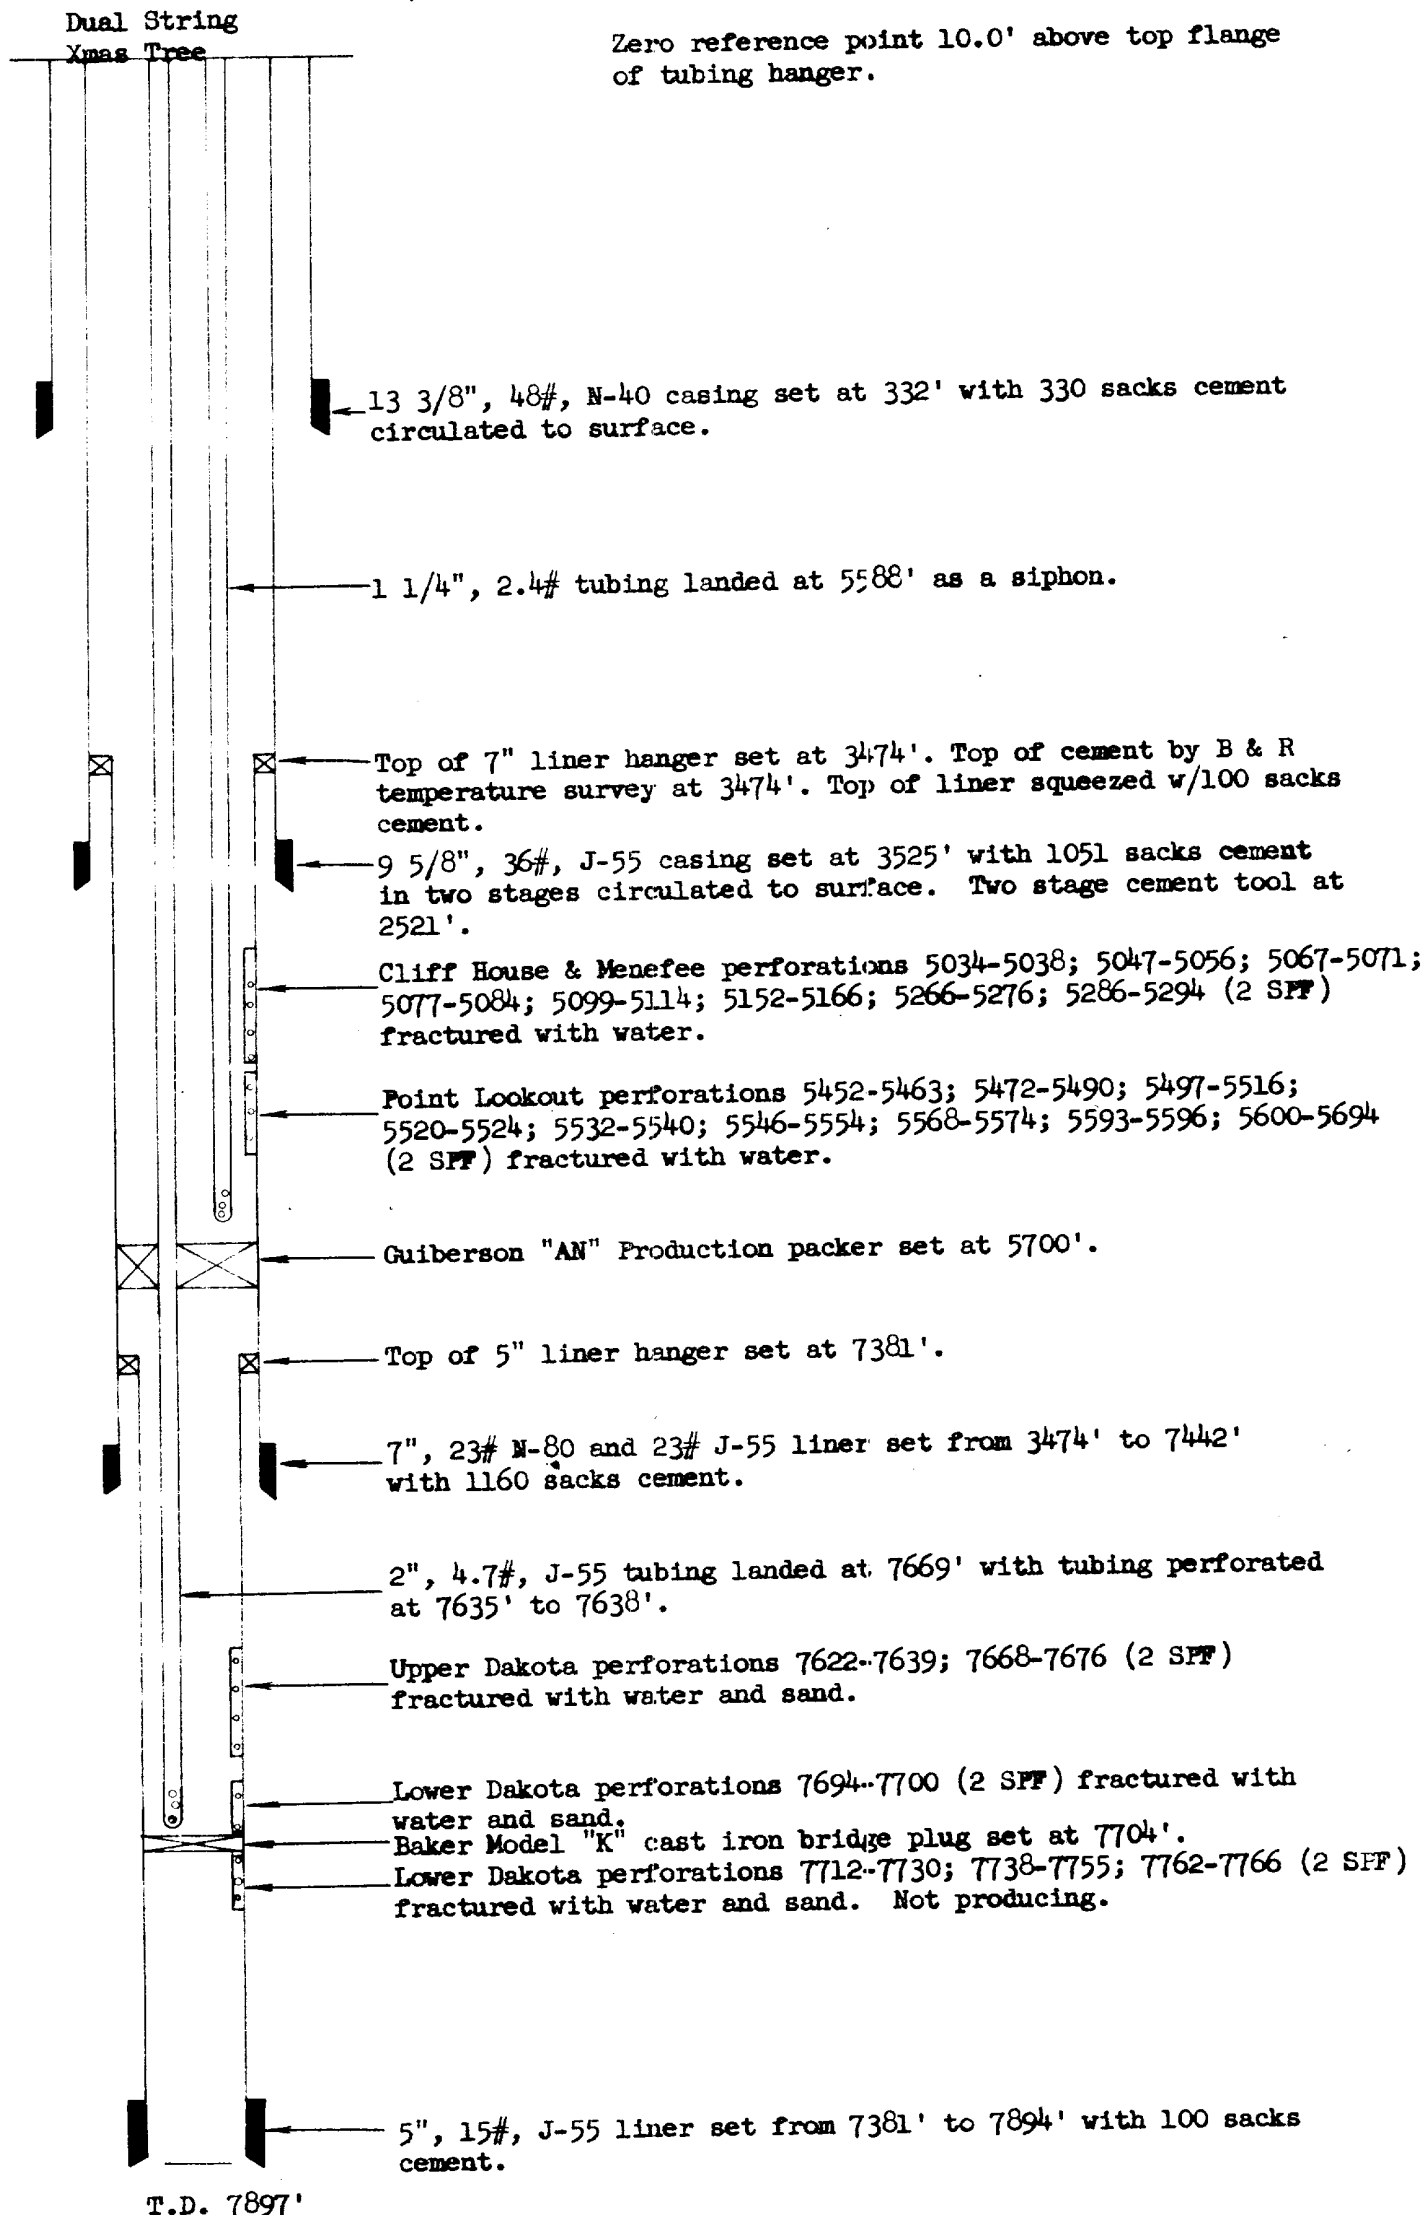 Dual String
Xmas Tree
Zero reference point 10.0' above top flange
of tubing hanger.
13 3/8", 48#, N-40 casing set at 332' with 330 sacks cement
circulated to surface.
1 1/4", 2.4# tubing landed at 5588' as a siphon.
Top of 7" liner hanger set at 3474'. Top of cement by B & R
temperature survey at 3474'. Top of liner squeezed w/100 sacks
cement.
9 5/8", 36#, J-55 casing set at 3525' with 1051 sacks cement
in two stages circulated to surface. Two stage cement tool at
2521'.
Cliff House & Menefee perforations 5034-5038; 5047-5056; 5067-5071;
5077-5084; 5099-5114; 5152-5166; 5266-5276; 5286-5294 (2 SPF)
fractured with water.
Point Lookout perforations 5452-5463; 5472-5490; 5497-5516;
5520-5524; 5532-5540; 5546-5554; 5568-5574; 5593-5596; 5600-5694
(2 SPF) fractured with water.
Guiberson "AN" Production packer set at 5700'.
Top of 5" liner hanger set at 7381'.
7", 23# N-80 and 23# J-55 liner set from 3474' to 7442'
with 1160 sacks cement.
2", 4.7#, J-55 tubing landed at 7669' with tubing perforated
at 7635' to 7638'.
Upper Dakota perforations 7622-7639; 7668-7676 (2 SPF)
fractured with water and sand.
Lower Dakota perforations 7694-7700 (2 SPF) fractured with
water and sand.
Baker Model "K" cast iron bridge plug set at 7704'.
Lower Dakota perforations 7712-7730; 7738-7755; 7762-7766 (2 SPF)
fractured with water and sand. Not producing.
5", 15#, J-55 liner set from 7381' to 7894' with 100 sacks
cement.
T.D. 7897'